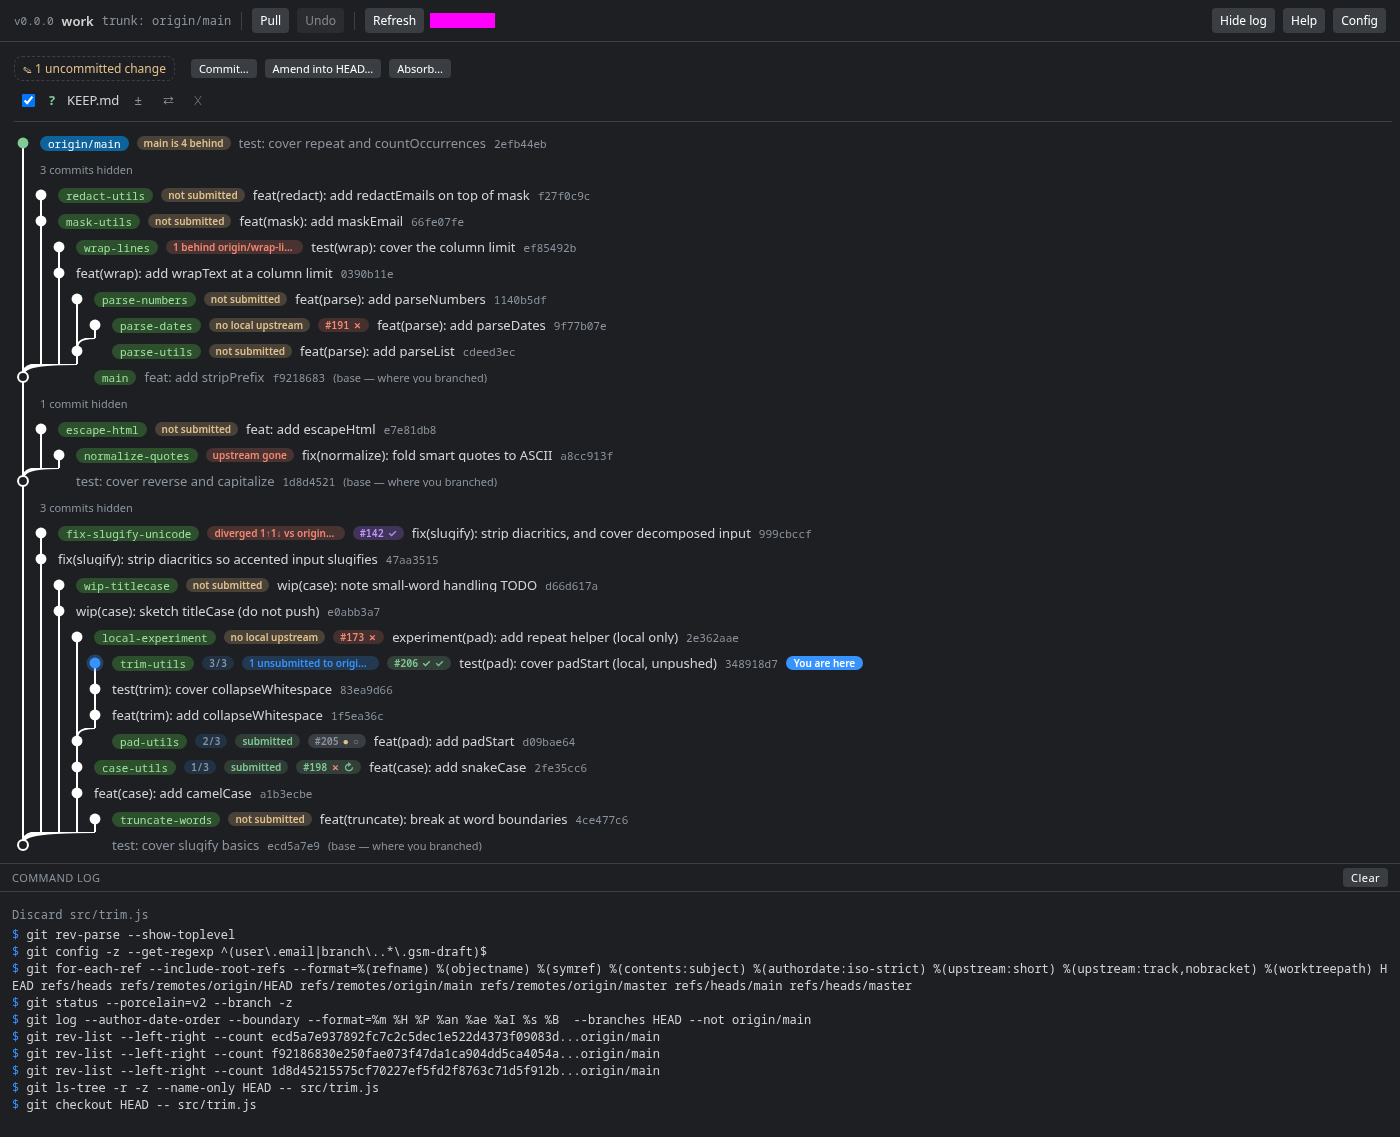 v0.0.0 work trunk: origin/main Pull Undo Refresh Hide log Help Config
✎ 1 uncommitted change Commit... Amend into HEAD... Absorb...
? KEEP.md ± ⇄ X
origin/main main is 4 behind test: cover repeat and countOccurrences 2efb44eb
3 commits hidden
redact-utils not submitted feat(redact): add redactEmails on top of mask f27f0c9c
mask-utils not submitted feat(mask): add maskEmail 66fe07fe
wrap-lines 1 behind origin/wrap-li... test(wrap): cover the column limit ef85492b
feat(wrap): add wrapText at a column limit 0390b11e
parse-numbers not submitted feat(parse): add parseNumbers 1140b5df
parse-dates no local upstream #191 × feat(parse): add parseDates 9f77b07e
parse-utils not submitted feat(parse): add parseList cdeed3ec
main feat: add stripPrefix f9218683 (base — where you branched)
1 commit hidden
escape-html not submitted feat: add escapeHtml e7e81db8
normalize-quotes upstream gone fix(normalize): fold smart quotes to ASCII a8cc913f
test: cover reverse and capitalize 1d8d4521 (base — where you branched)
3 commits hidden
fix-slugify-unicode diverged 1↑1↓ vs origin... #142 ✓ fix(slugify): strip diacritics, and cover decomposed input 999cbccf
fix(slugify): strip diacritics so accented input slugifies 47aa3515
wip-titlecase not submitted wip(case): note small-word handling TODO d66d617a
wip(case): sketch titleCase (do not push) e0abb3a7
local-experiment no local upstream #173 × experiment(pad): add repeat helper (local only) 2e362aae
trim-utils 3/3 1 unsubmitted to origi... #206 ✓ ✓ test(pad): cover padStart (local, unpushed) 348918d7 You are here
test(trim): cover collapseWhitespace 83ea9d66
feat(trim): add collapseWhitespace 1f5ea36c
pad-utils 2/3 submitted #205 ● ○ feat(pad): add padStart d09bae64
case-utils 1/3 submitted #198 × ↻ feat(case): add snakeCase 2fe35cc6
feat(case): add camelCase a1b3ecbe
truncate-words not submitted feat(truncate): break at word boundaries 4ce477c6
test: cover slugify basics ecd5a7e9 (base — where you branched)
COMMAND LOG Clear
Discard src/trim.js
$ git rev-parse --show-toplevel
$ git config -z --get-regexp ^(user\.email|branch\..*\.gsm-draft)$
$ git for-each-ref --include-root-refs --format=%(refname) %(objectname) %(symref) %(contents:subject) %(authordate:iso-strict) %(upstream:short) %(upstream:track,nobracket) %(worktreepath) H
EAD refs/heads refs/remotes/origin/HEAD refs/remotes/origin/main refs/remotes/origin/master refs/heads/main refs/heads/master
$ git status --porcelain=v2 --branch -z
$ git log --author-date-order --boundary --format=%m %H %P %an %ae %aI %s %B --branches HEAD --not origin/main
$ git rev-list --left-right --count ecd5a7e937892fc7c2c5dec1e522d4373f09083d...origin/main
$ git rev-list --left-right --count f92186830e250fae073f47da1ca904dd5ca4054a...origin/main
$ git rev-list --left-right --count 1d8d45215575cf70227ef5fd2f8763c71d5f912b...origin/main
$ git ls-tree -r -z --name-only HEAD -- src/trim.js
$ git checkout HEAD -- src/trim.js